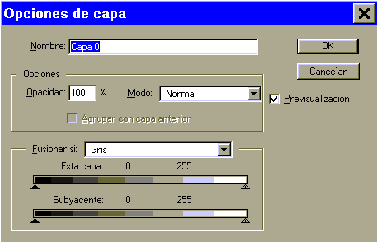 Opciones de capa
Nombre: Capa 0
OK
Cancelar
Opciones
Opacidad: 100 % Modo: Normal
Previsualización
Agrupar con capa anterior
Fusionar si: Gris
Esta capa: 0 255
Subyacente: 0 255